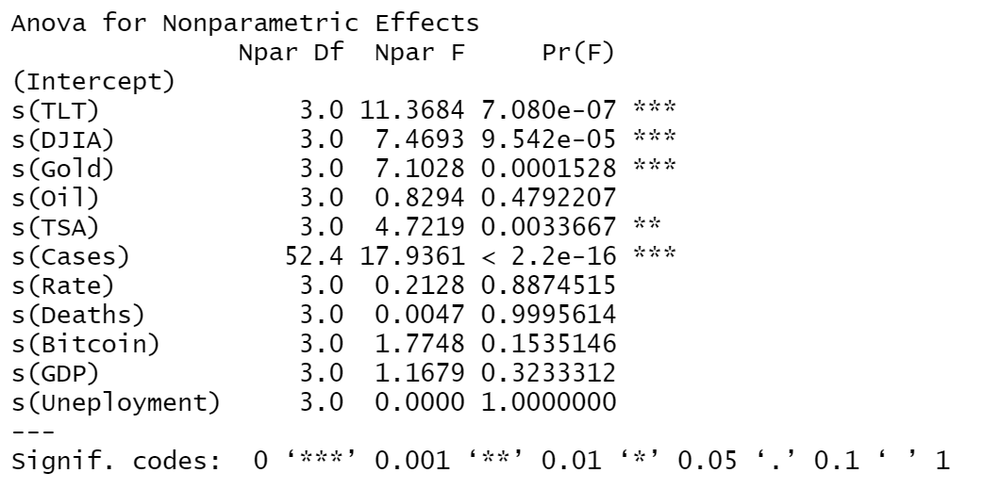 Anova for Nonparametric Effects
Npar Df Npar F Pr(F)
(Intercept)
s(TLT) 3.0 11.3684 7.080e-07 ***
s(DJIA) 3.0 7.4693 9.542e-05 ***
s(Gold) 3.0 7.1028 0.0001528 ***
s(Oil) 3.0 0.8294 0.4792207
s(TSA) 3.0 4.7219 0.0033667 **
s(Cases) 52.4 17.9361 < 2.2e-16 ***
s(Rate) 3.0 0.2128 0.8874515
s(Deaths) 3.0 0.0047 0.9995614
s(Bitcoin) 3.0 1.7748 0.1535146
s(GDP) 3.0 1.1679 0.3233312
s(Uneployment) 3.0 0.0000 1.0000000
---
Signif. codes: 0 ‘***’ 0.001 ‘**’ 0.01 ‘*’ 0.05 ‘.’ 0.1 ‘ ’ 1